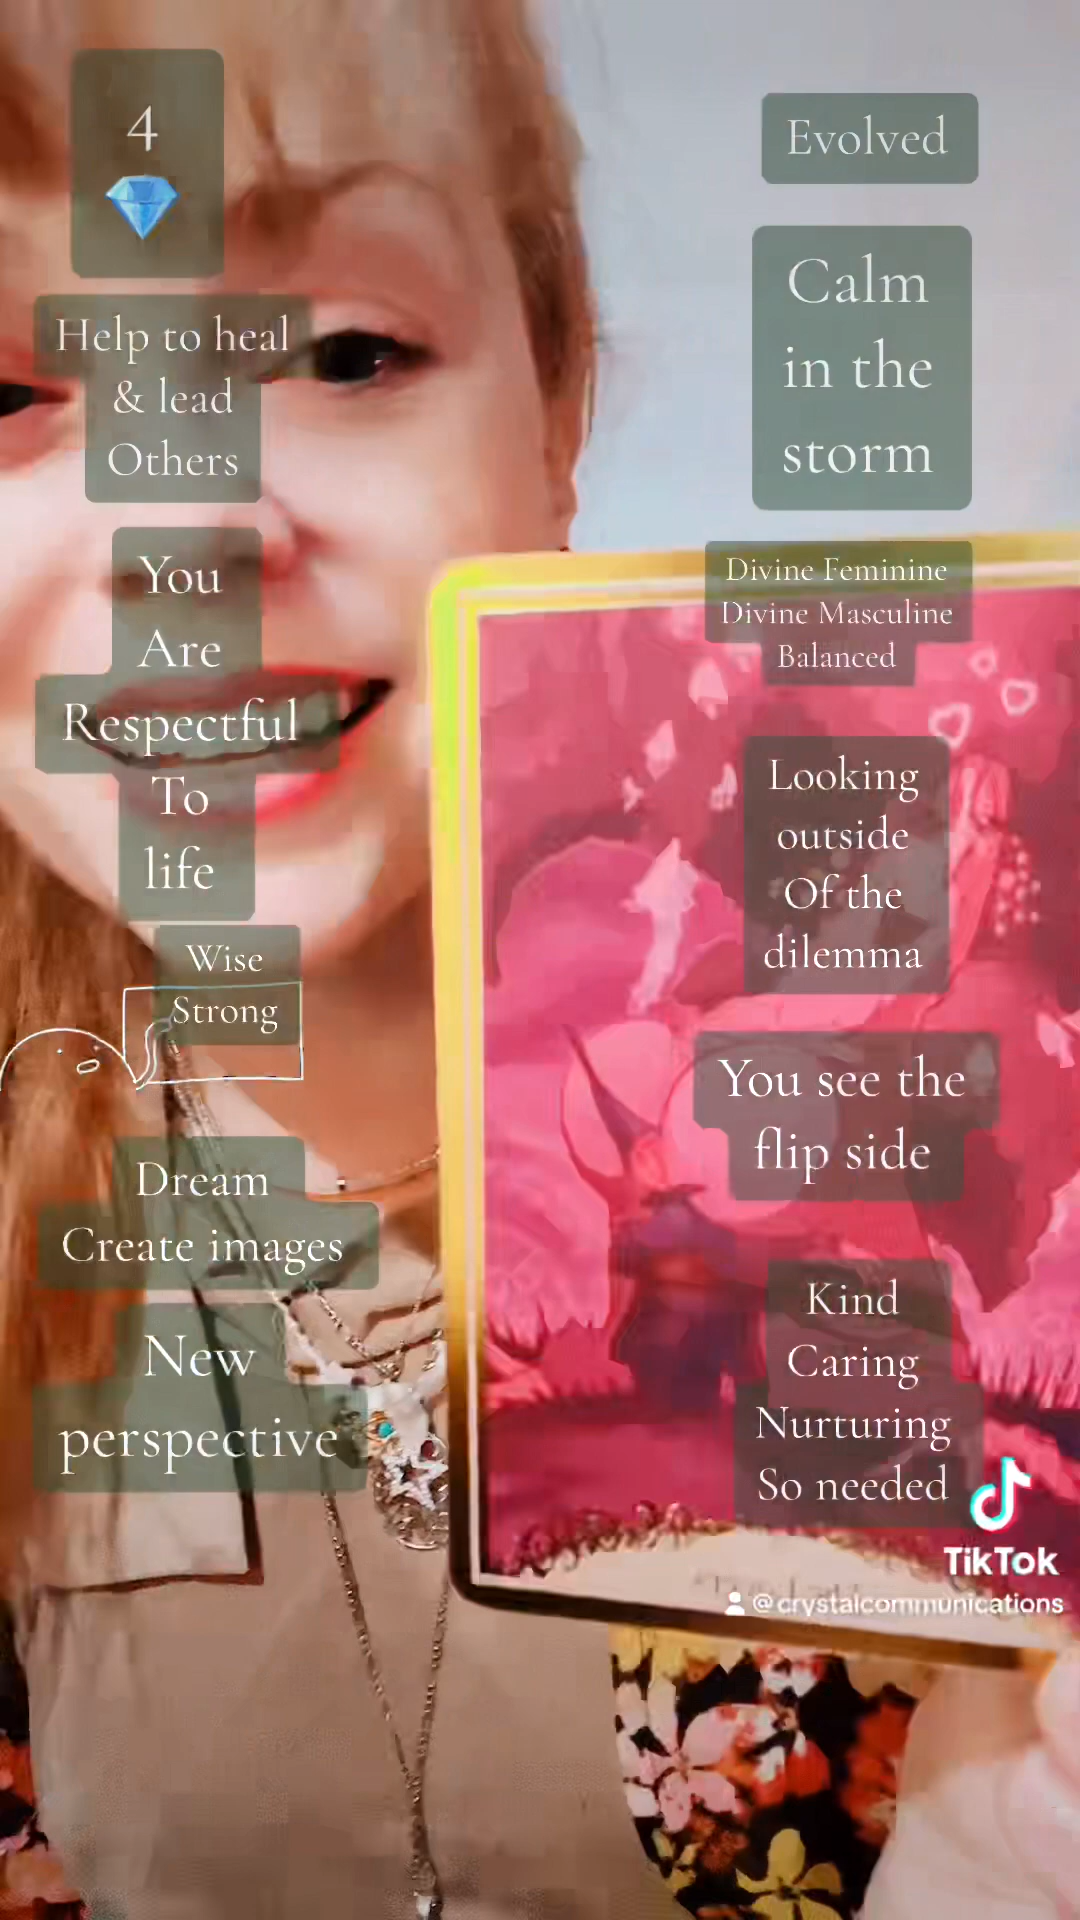 4
Help to heal
& lead
Others
You
Are
Respectful
To
life
Wise
Strong
Dream
Create images
New
perspective
Evolved
Calm
in the
storm
Divine Feminine
Divine Masculine
Balanced
Looking
outside
Of the
dilemma
You see the
flip side
Kind
Caring
Nurturing
So needed
TikTok
@crystalcommunications